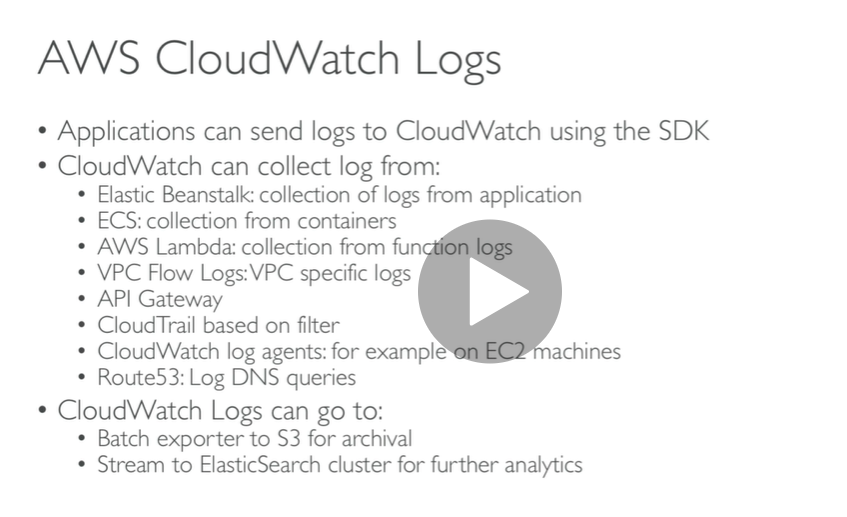 AWS CloudWatch Logs
• Applications can send logs to CloudWatch using the SDK
• CloudWatch can collect log from:
• Elastic Beanstalk: collection of logs from application
• ECS: collection from containers
• AWS Lambda: collection from function logs
• VPC Flow Logs: VPC specific logs
• API Gateway
• CloudTrail based on filter
• CloudWatch log agents: for example on EC2 machines
• Route53: Log DNS queries
• CloudWatch Logs can go to:
• Batch exporter to S3 for archival
• Stream to ElasticSearch cluster for further analytics